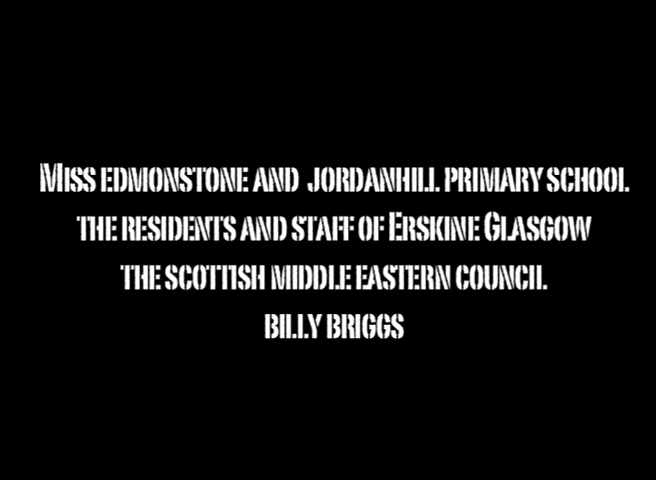 Miss edmonstone and jordanhill primary school
the residents and staff of Erskine Glasgow
the scottish middle eastern council
billy briggs